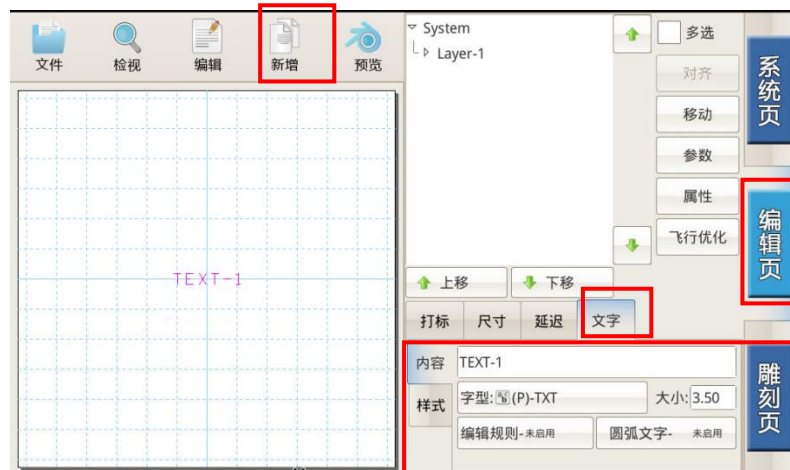 文件 检视 编辑 新增 预览
TEXT-1
System
Layer-1
多选
对齐
移动
参数
属性
飞行优化
上移 下移
打标 尺寸 延迟 文字
内容 TEXT-1
样式 字型: (P)-TXT 大小: 3.50
编辑规则-未启用 圆弧文字- 未启用
系统页
编辑页
雕刻页